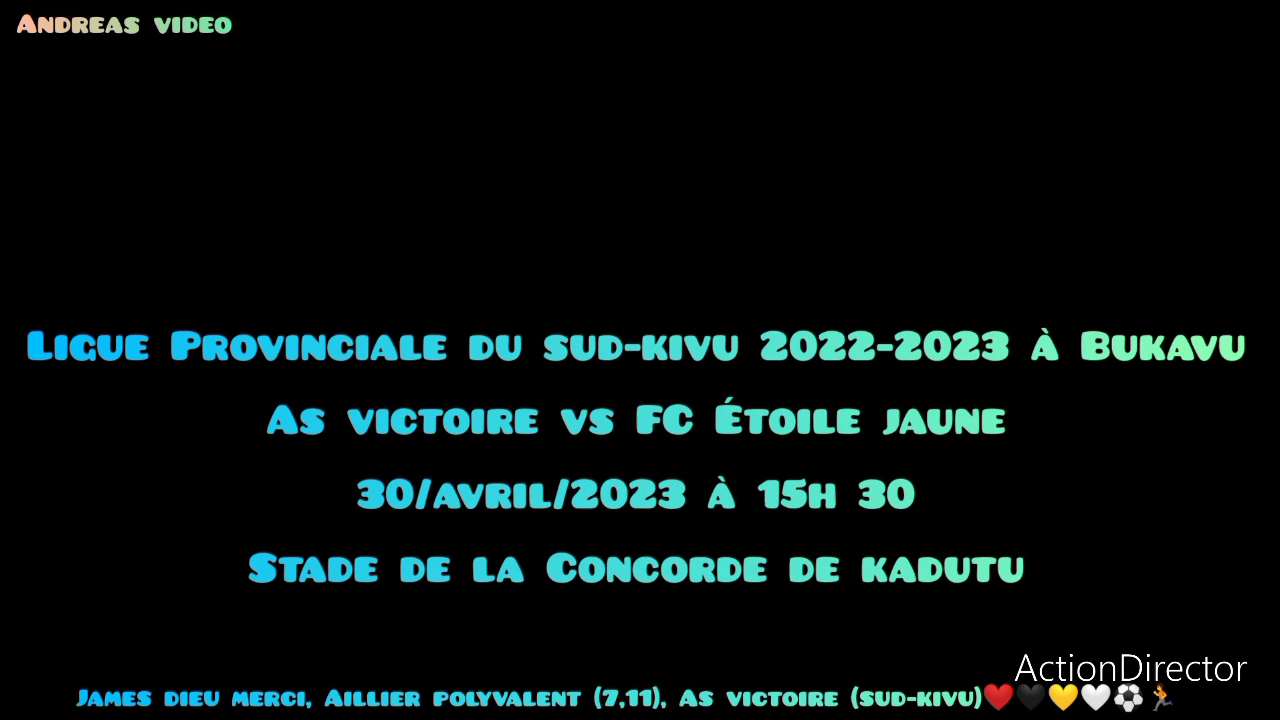 Andreas video
Ligue Provinciale du sud-kivu 2022-2023 à Bukavu
As victoire vs FC Étoile jaune
30/avril/2023 à 15h 30
Stade de la Concorde de kadutu
ActionDirector
James dieu merci, Aillier polyvalent (7,11), As victoire (sud-kivu)❤️🖤💛🤍⚽🏃